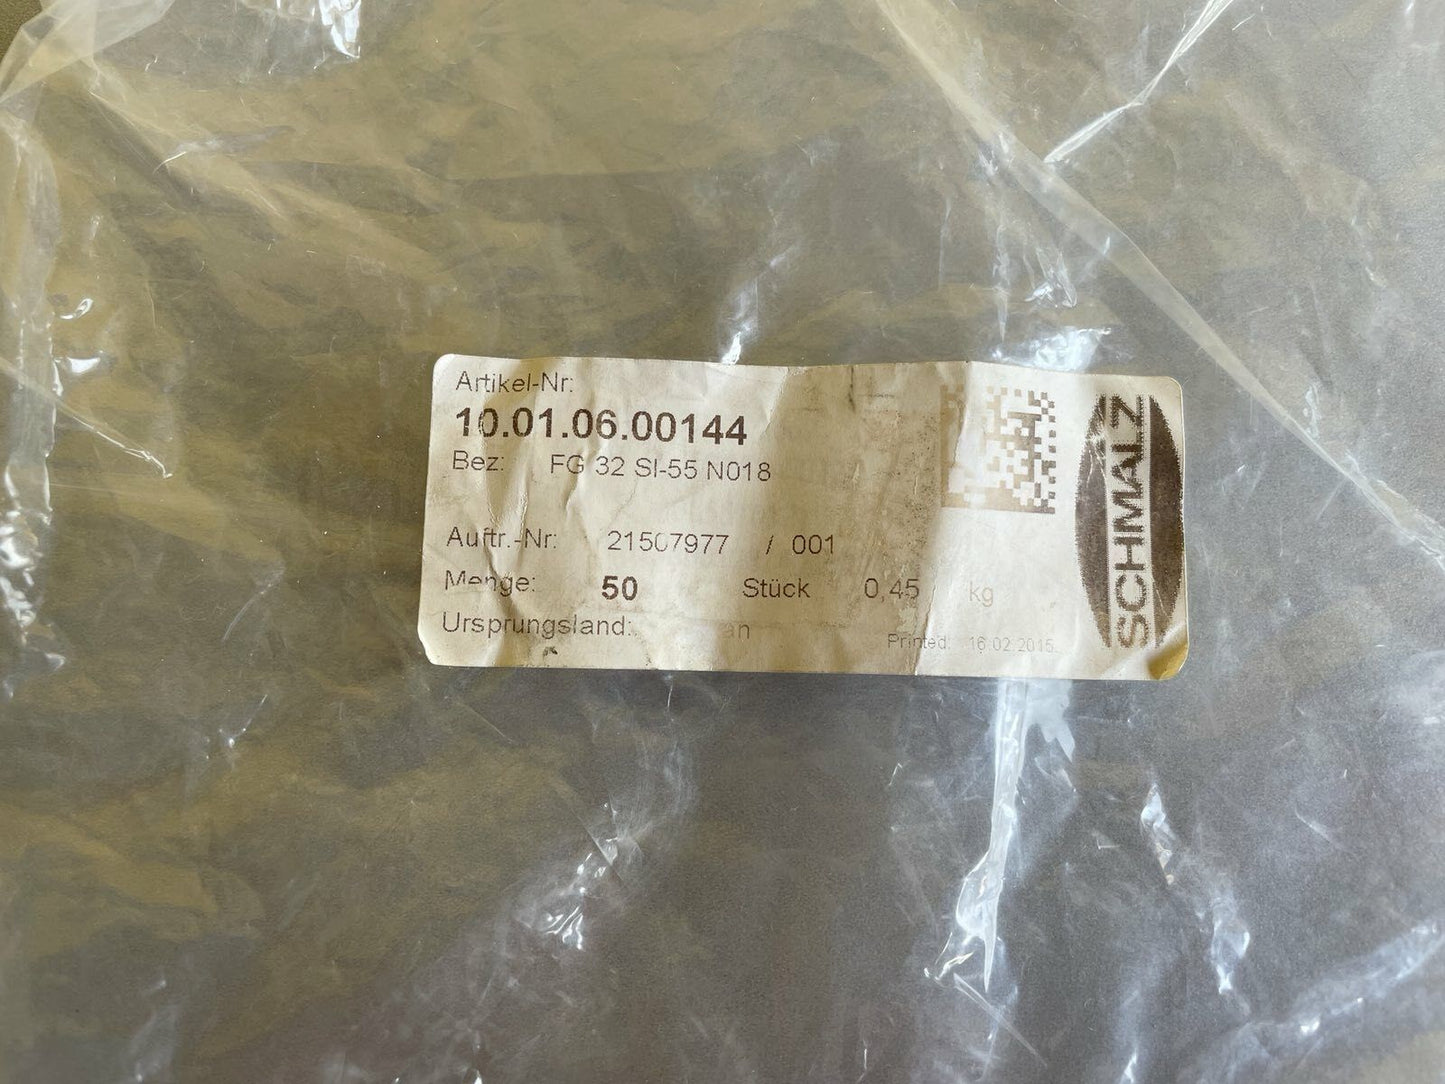 Artikel-Nr:
10.01.06.00144
Bez: FG 32 SI-55 N018
Auftr.-Nr: 21507977 / 001
Menge: 50 Stück 0,45 kg
Ursprungsland:
Printed: 16.02.2015
SCHMALZ